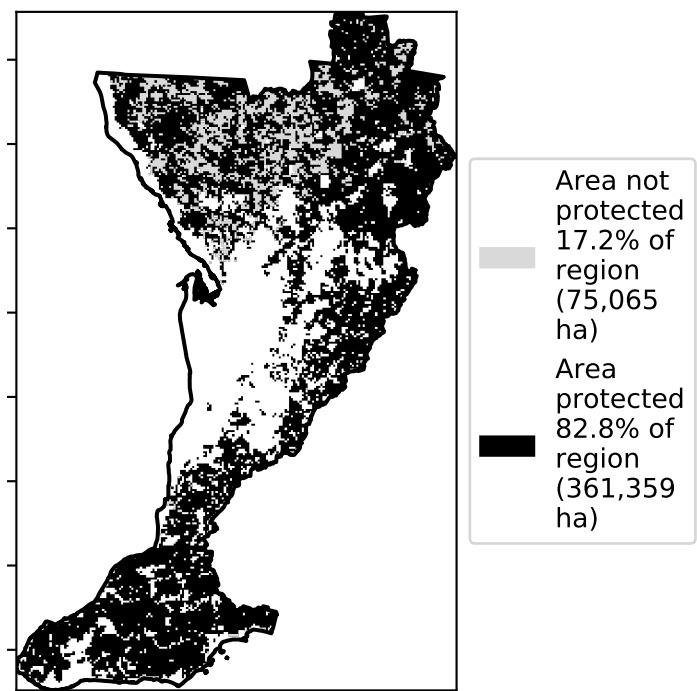 Area not
protected
17.2% of
region
(75,065
ha)
Area
protected
82.8% of
region
(361,359
ha)